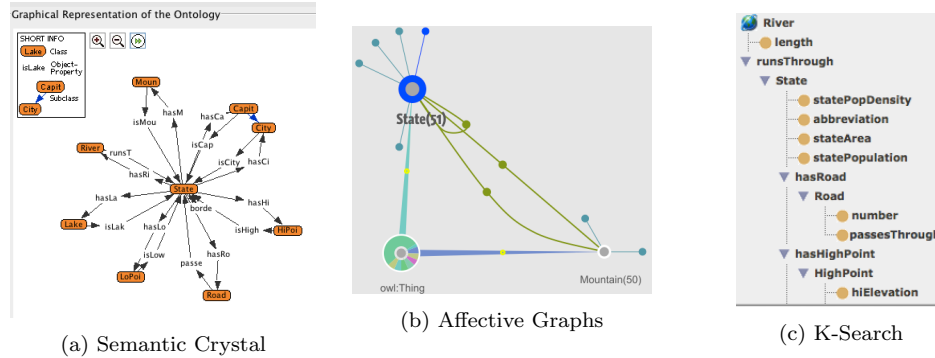 Graphical Representation of the Ontology
SHORT INFO
Lake Class
isLake Object-
Property
Capit
Subclass
City
Moun
hasM
isMou
hasCa
Capit
City
isCap
isCity
hasCi
River
runsT
hasRi
State
hasLa
Lake
isLak
hasLo
isLow
LoPoi
borde
hasHi
isHigh
HiPoi
hasRo
passe
Road
(a) Semantic Crystal
State(51)
owl:Thing
Mountain(50)
(b) Affective Graphs
River
length
runsThrough
State
statePopDensity
abbreviation
stateArea
statePopulation
hasRoad
Road
number
passesThrough
hasHighPoint
HighPoint
hiElevation
(c) K-Search